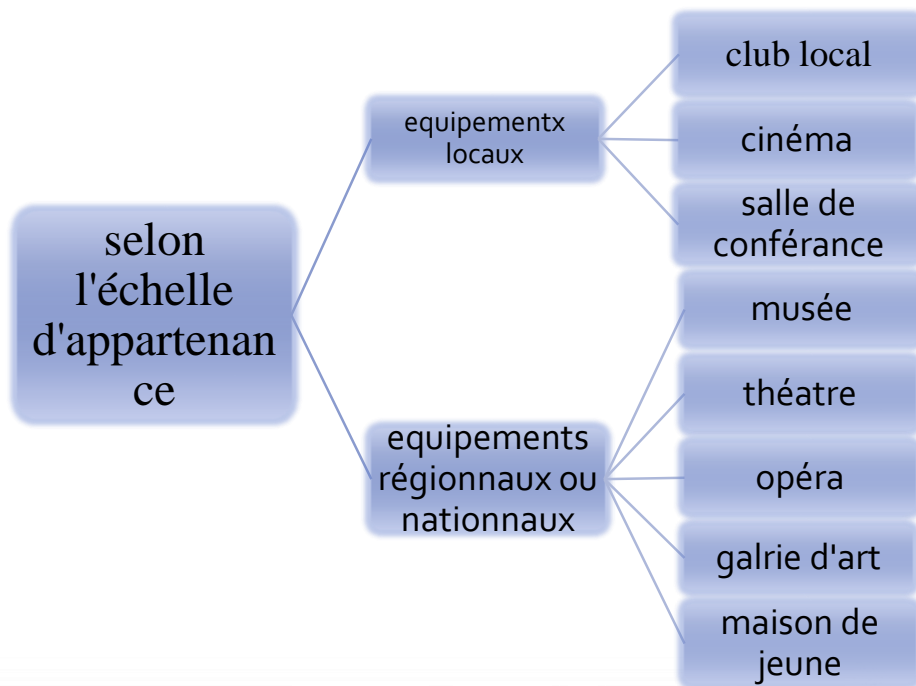 selon
l'échelle
d'appartenan
ce
equipementx
locaux
club local
cinéma
salle de
conférance
equipements
régionnaux ou
nationnaux
musée
théatre
opéra
galrie d'art
maison de
jeune